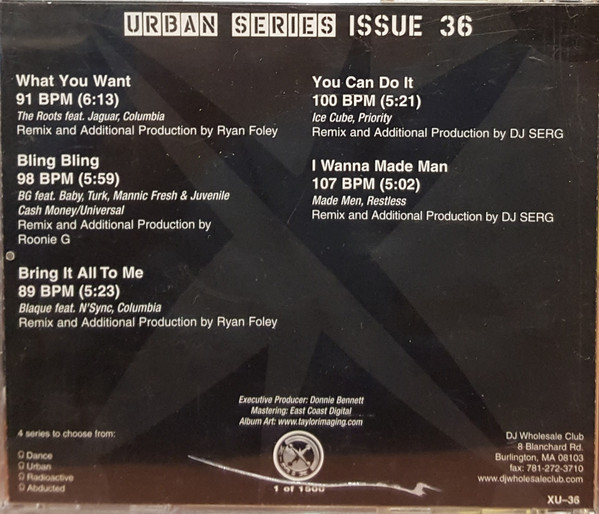 URBAN SERIES ISSUE 36
What You Want
91 BPM (6:13)
The Roots feat. Jaguar, Columbia
Remix and Additional Production by Ryan Foley
Bling Bling
98 BPM (5:59)
BG feat. Baby, Turk, Mannic Fresh & Juvenile
Cash Money/Universal
Remix and Additional Production by
Roonie G
Bring It All To Me
89 BPM (5:23)
Blaque feat. N'Sync, Columbia
Remix and Additional Production by Ryan Foley
You Can Do It
100 BPM (5:21)
Ice Cube, Priority
Remix and Additional Production by DJ SERG
I Wanna Made Man
107 BPM (5:02)
Made Men, Restless
Remix and Additional Production by DJ SERG
Executive Producer: Donnie Bennett
Mastering: East Coast Digital
Album Art: www.taylorimaging.com
4 series to choose from:
Dance
Urban
Radioactive
Abducted
1 of 1500
DJ Wholesale Club
8 Blanchard Rd.
Burlington, MA 08103
fax: 781-272-3710
www.djwholesaleclub.com
XU-36